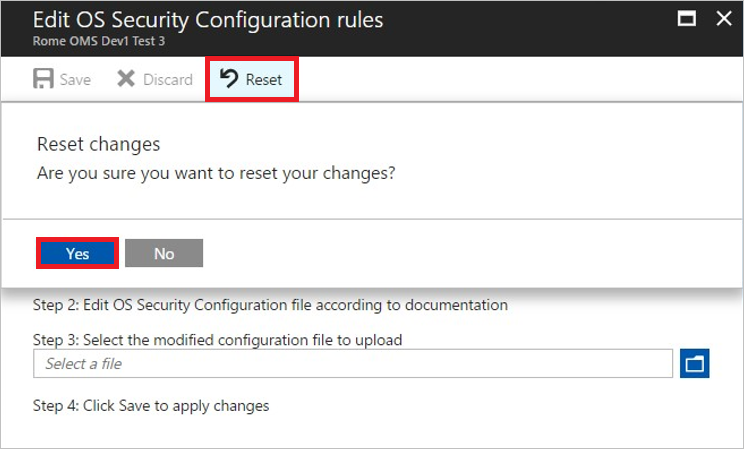 Edit OS Security Configuration rules
Rome OMS Dev1 Test 3
Save Discard Reset
Reset changes
Are you sure you want to reset your changes?
Yes No
Step 2: Edit OS Security Configuration file according to documentation
Step 3: Select the modified configuration file to upload
Select a file
Step 4: Click Save to apply changes